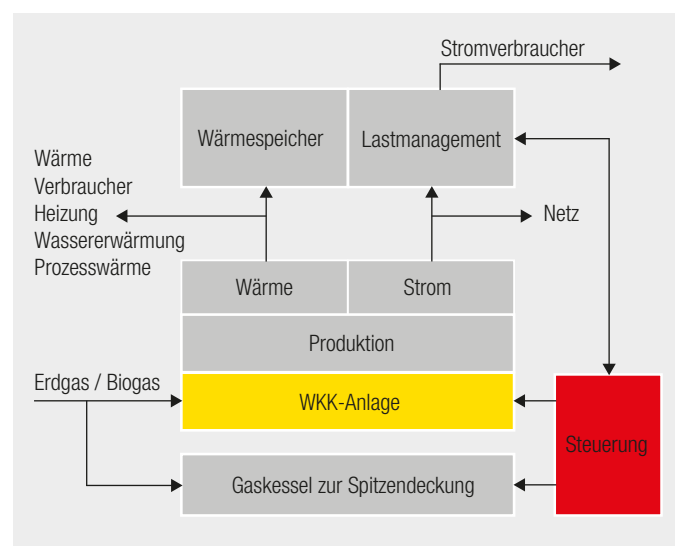 Stromverbraucher
Wärmespeicher
Lastmanagement
Wärme
Verbraucher
Heizung
Wassererwärmung
Prozesswärme
Netz
Wärme
Strom
Produktion
Erdgas / Biogas
WKK-Anlage
Steuerung
Gaskessel zur Spitzendeckung